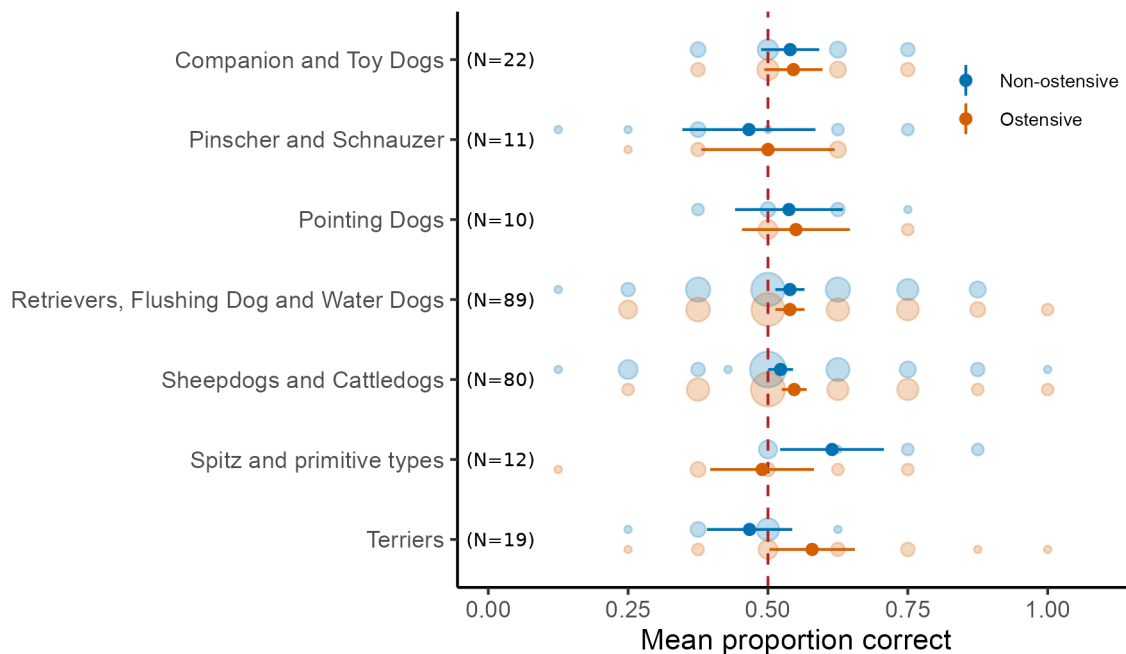 Companion and Toy Dogs (N=22)
Non-ostensive
Ostensive
Pinscher and Schnauzer (N=11)
Pointing Dogs (N=10)
Retrievers, Flushing Dog and Water Dogs (N=89)
Sheepdogs and Cattledogs (N=80)
Spitz and primitive types (N=12)
Terriers (N=19)
0.00 0.25 0.50 0.75 1.00
Mean proportion correct